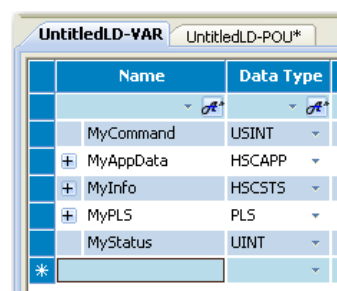 UntitledLD-VAR UntitledLD-POU*
Name Data Type
MyCommand USINT
MyAppData HSCAPP
MyInfo HSCSTS
MyPLS PLS
MyStatus UINT